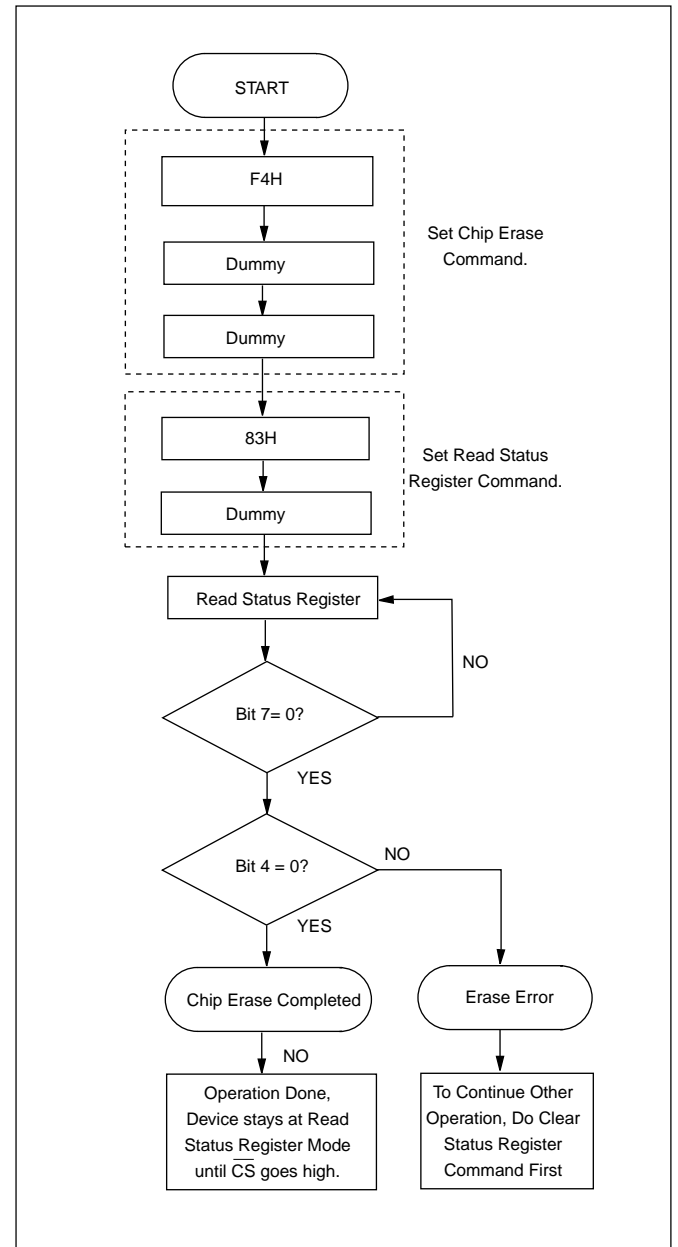 START
F4H
Dummy
Dummy
Set Chip Erase
Command.
83H
Dummy
Set Read Status
Register Command.
Read Status Register
NO
Bit 7= 0?
YES
Bit 4 = 0?
NO
YES
Chip Erase Completed
Erase Error
NO
Operation Done,
Device stays at Read
Status Register Mode
until C̅S̅ goes high.
To Continue Other
Operation, Do Clear
Status Register
Command First